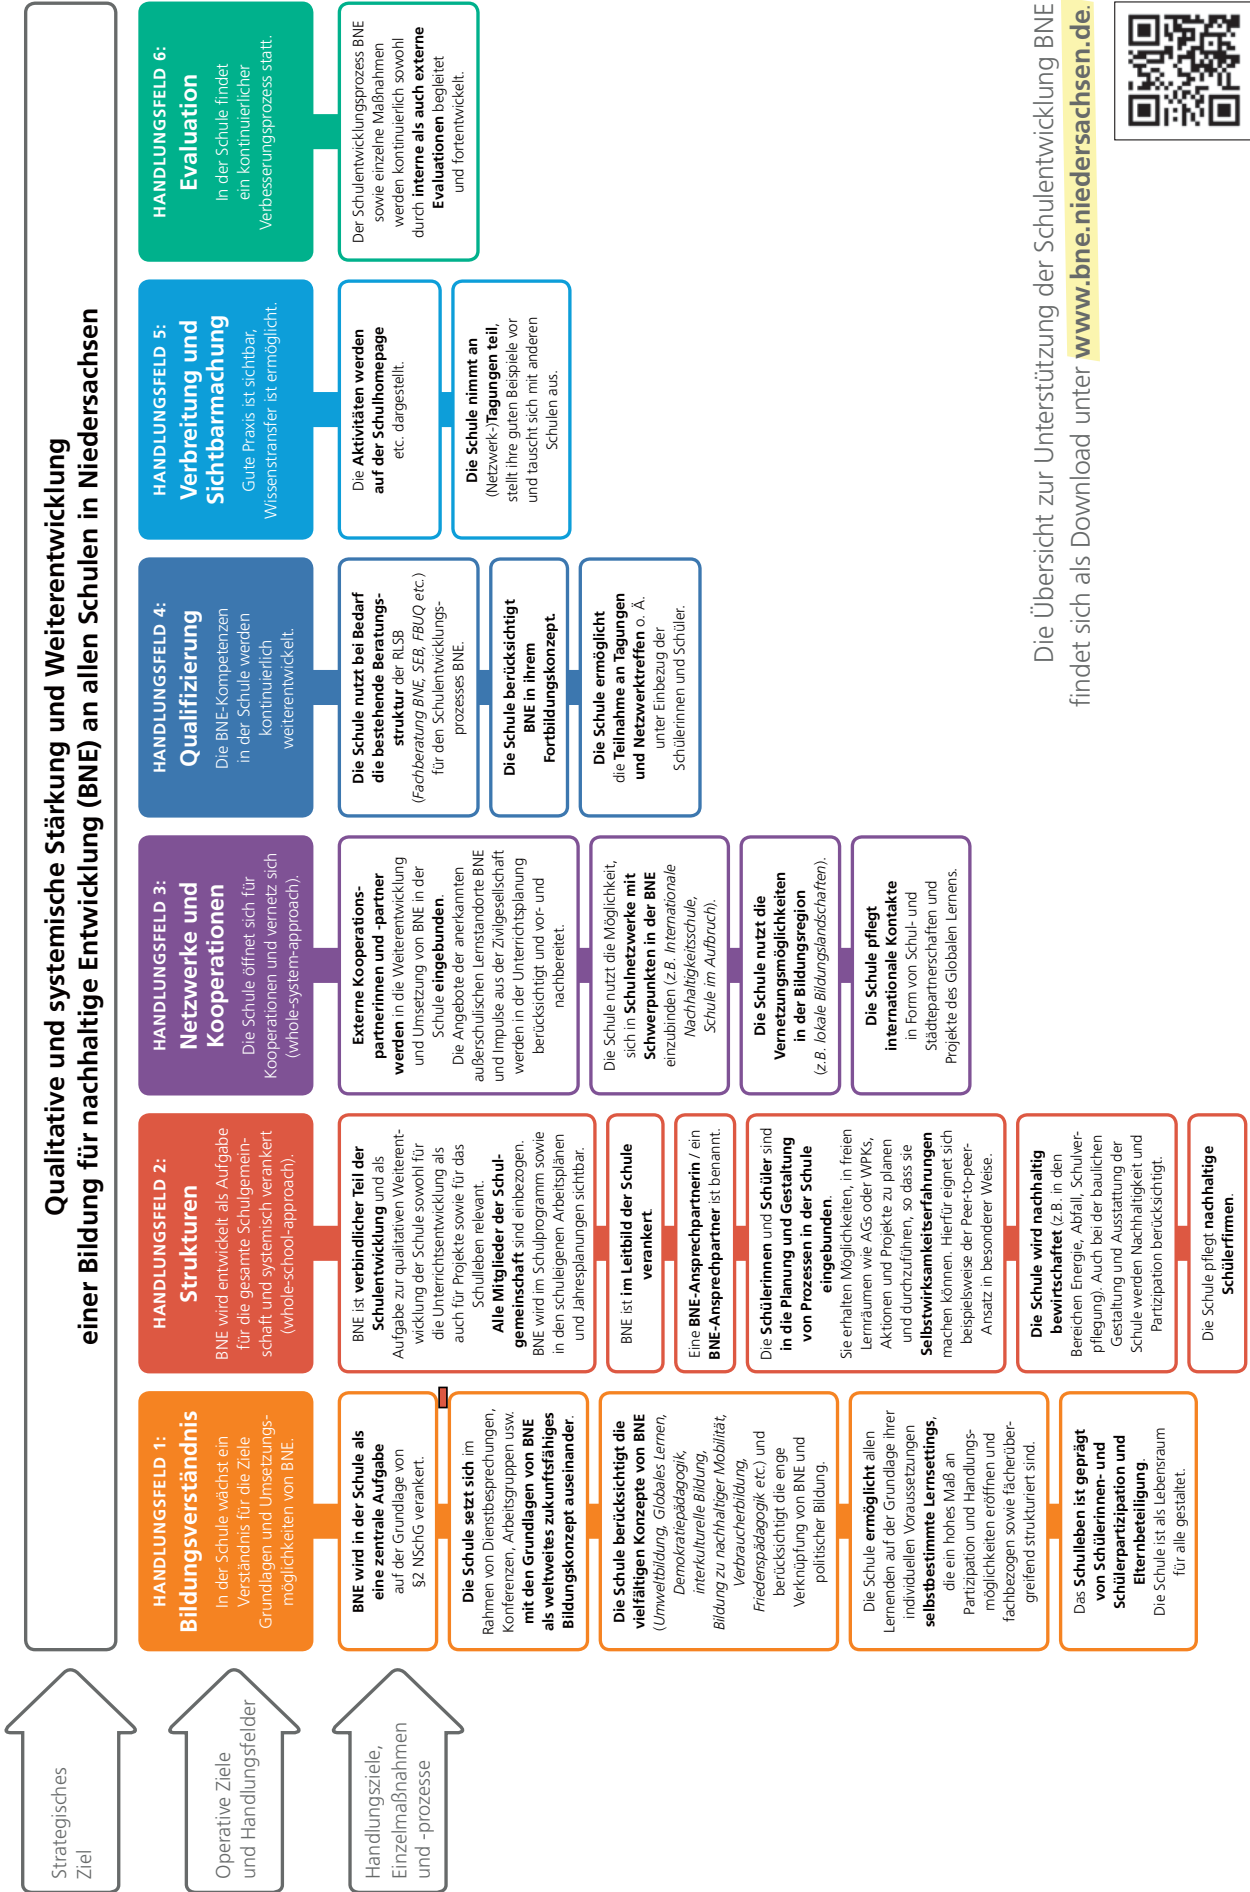 Strategisches
Ziel
Qualitative und systemische Stärkung und Weiterentwicklung
einer Bildung für nachhaltige Entwicklung (BNE) an allen Schulen in Niedersachsen
Operative Ziele
und Handlungsfelder
Handlungsziele,
Einzelmaßnahmen
und -prozesse
HANDLUNGSFELD 1:
Bildungsverständnis
In der Schule wächst ein
Verständnis für die Ziele
Grundlagen und Umsetzungs-
möglichkeiten von BNE.
BNE wird in der Schule als
eine zentrale Aufgabe
auf der Grundlage von
§2 NSchG verankert.
Die Schule setzt sich im
Rahmen von Dienstbesprechungen,
Konferenzen, Arbeitsgruppen usw.
mit den Grundlagen von BNE
als weltweites zukunftsfähiges
Bildungskonzept auseinander.
Die Schule berücksichtigt die
vielfältigen Konzepte von BNE
(Umweltbildung, Globales Lernen,
Demokratiepädagogik,
interkulturelle Bildung,
Bildung zu nachhaltiger Mobilität,
Verbraucherbildung,
Friedenspädagogik etc.) und
berücksichtigt die enge
Verknüpfung von BNE und
politischer Bildung.
Die Schule ermöglicht allen
Lernenden auf der Grundlage ihrer
individuellen Voraussetzungen
selbstbestimmte Lernsettings,
die ein hohes Maß an
Partizipation und Handlungs-
möglichkeiten eröffnen und
fachbezogen sowie fächerüber-
greifend strukturiert sind.
Das Schulleben ist geprägt
von Schülerinnen- und
Schülerpartizipation und
Elternbeteiligung.
Die Schule ist als Lebensraum
für alle gestaltet.
HANDLUNGSFELD 2:
Strukturen
BNE wird entwickelt als Aufgabe
für die gesamte Schulgemein-
schaft und systemisch verankert
(whole-school-approach).
BNE ist verbindlicher Teil der
Schulentwicklung und als
Aufgabe zur qualitativen Weiterent-
wicklung der Schule sowohl für
die Unterrichtsentwicklung als
auch für Projekte sowie für das
Schulleben relevant.
Alle Mitglieder der Schul-
gemeinschaft sind einbezogen.
BNE wird im Schulprogramm sowie
in den schuleigenen Arbeitsplänen
und Jahresplanungen sichtbar.
BNE ist im Leitbild der Schule
verankert.
Eine BNE-Ansprechpartnerin / ein
BNE-Ansprechpartner ist benannt.
Die Schülerinnen und Schüler sind
in die Planung und Gestaltung
von Prozessen in der Schule
eingebunden.
Sie erhalten Möglichkeiten, in freien
Lernräumen wie AGs oder WPKs,
Aktionen und Projekte zu planen
und durchzuführen, so dass sie
Selbstwirksamkeitserfahrungen
machen können. Hierfür eignet sich
beispielsweise der Peer-to-peer-
Ansatz in besonderer Weise.
Die Schule wird nachhaltig
bewirtschaftet (z.B. in den
Bereichen Energie, Abfall, Schulver-
pflegung). Auch bei der baulichen
Gestaltung und Ausstattung der
Schule werden Nachhaltigkeit und
Partizipation berücksichtigt.
Die Schule pflegt nachhaltige
Schülerfirmen.
HANDLUNGSFELD 3:
Netzwerke und
Kooperationen
Die Schule öffnet sich für
Kooperationen und vernetz sich
(whole-system-approach).
Externe Kooperations-
partnerinnen und -partner
werden in die Weiterentwicklung
und Umsetzung von BNE in der
Schule eingebunden.
Die Angebote der anerkannten
außerschulischen Lernstandorte BNE
und Impulse aus der Zivilgesellschaft
werden in der Unterrichtsplanung
berücksichtigt und vor- und
nachbereitet.
Die Schule nutzt die Möglichkeit,
sich in Schulnetzwerke mit
Schwerpunkten in der BNE
einzubinden (z.B. Internationale
Nachhaltigkeitsschule,
Schule im Aufbruch).
Die Schule nutzt die
Vernetzungsmöglichkeiten
in der Bildungsregion
(z.B. lokale Bildungslandschaften).
Die Schule pflegt
internationale Kontakte
in Form von Schul- und
Städtepartnerschaften und
Projekte des Globalen Lernens.
HANDLUNGSFELD 4:
Qualifizierung
Die BNE-Kompetenzen
in der Schule werden
kontinuierlich
weiterentwickelt.
Die Schule nutzt bei Bedarf
die bestehende Beratungs-
struktur der RLSB
(Fachberatung BNE, SEB, FBUQ etc.)
für den Schulentwicklungs-
prozesses BNE.
Die Schule berücksichtigt
BNE in ihrem
Fortbildungskonzept.
Die Schule ermöglicht
die Teilnahme an Tagungen
und Netzwerktreffen o. Ä.
unter Einbezug der
Schülerinnen und Schüler.
HANDLUNGSFELD 5:
Verbreitung und
Sichtbarmachung
Gute Praxis ist sichtbar,
Wissenstransfer ist ermöglicht.
Die Aktivitäten werden
auf der Schulhomepage
etc. dargestellt.
Die Schule nimmt an
(Netzwerk-)Tagungen teil,
stellt ihre guten Beispiele vor
und tauscht sich mit anderen
Schulen aus.
HANDLUNGSFELD 6:
Evaluation
In der Schule findet
ein kontinuierlicher
Verbesserungsprozess statt.
Der Schulentwicklungsprozess BNE
sowie einzelne Maßnahmen
werden kontinuierlich sowohl
durch interne als auch externe
Evaluationen begleitet
und fortentwickelt.
Die Übersicht zur Unterstützung der Schulentwicklung BNE
findet sich als Download unter www.bne.niedersachsen.de.